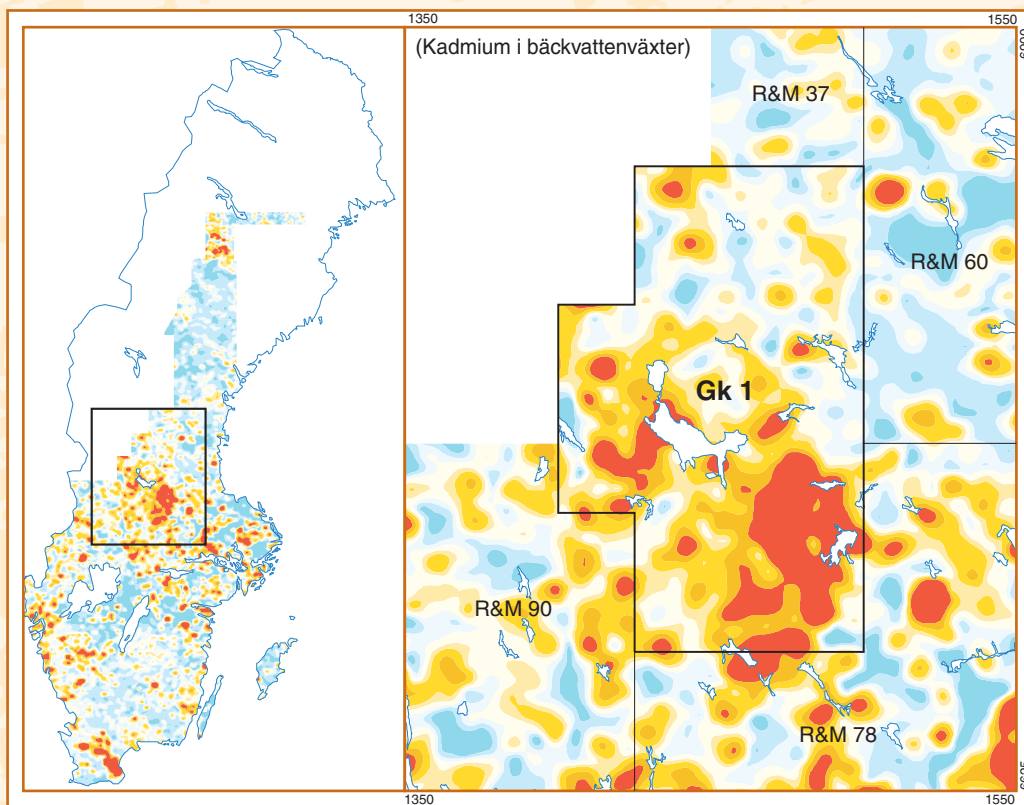 1350
1550
(Kadmium i bäckvattenväxter)
R&M 37
R&M 60
Gk 1
R&M 90
R&M 78
1350
1550